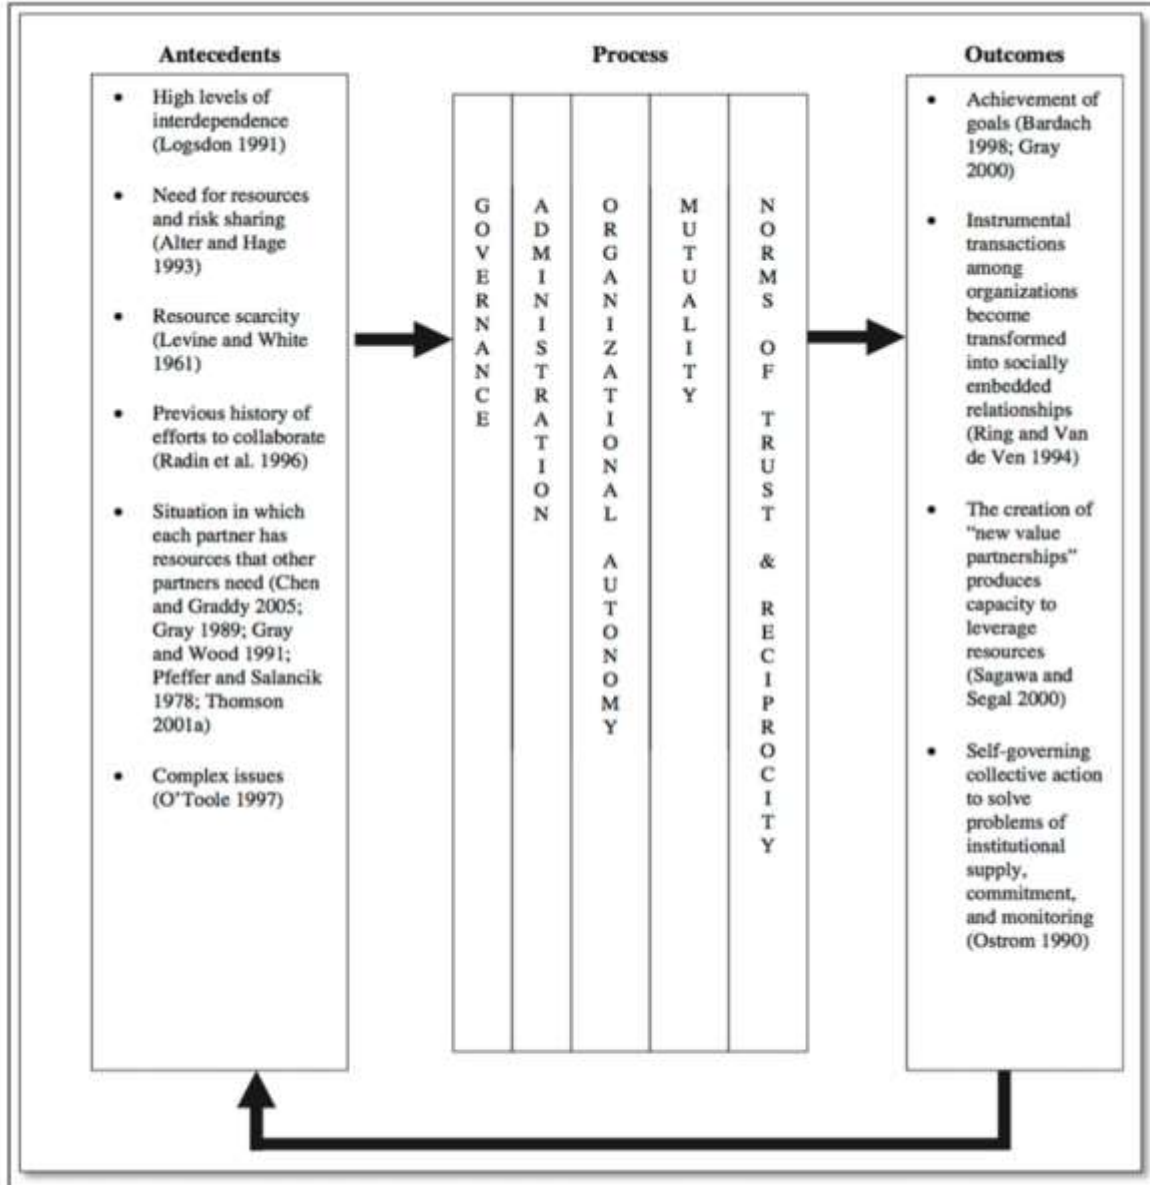 Antecedents
• High levels of
interdependence
(Logsdon 1991)
• Need for resources
and risk sharing
(Alter and Hage
1993)
• Resource scarcity
(Levine and White
1961)
• Previous history of
efforts to collaborate
(Radin et al. 1996)
• Situation in which
each partner has
resources that other
partners need (Chen
and Graddy 2005;
Gray 1989; Gray
and Wood 1991;
Pfeffer and Salancik
1978; Thomson
2001a)
• Complex issues
(O'Toole 1997)
Process
GOVERNANCE
ADMINISTRATION
ORGANIZATIONAL AUTONOMY
MUTUALITY
NORMS OF TRUST & RECIPROCITY
Outcomes
• Achievement of
goals (Bardach
1998; Gray
2000)
• Instrumental
transactions
among
organizations
become
transformed
into socially
embedded
relationships
(Ring and Van
de Ven 1994)
• The creation of
“new value
partnerships”
produces
capacity to
leverage
resources
(Sagawa and
Segal 2000)
• Self-governing
collective action
to solve
problems of
institutional
supply,
commitment,
and monitoring
(Ostrom 1990)